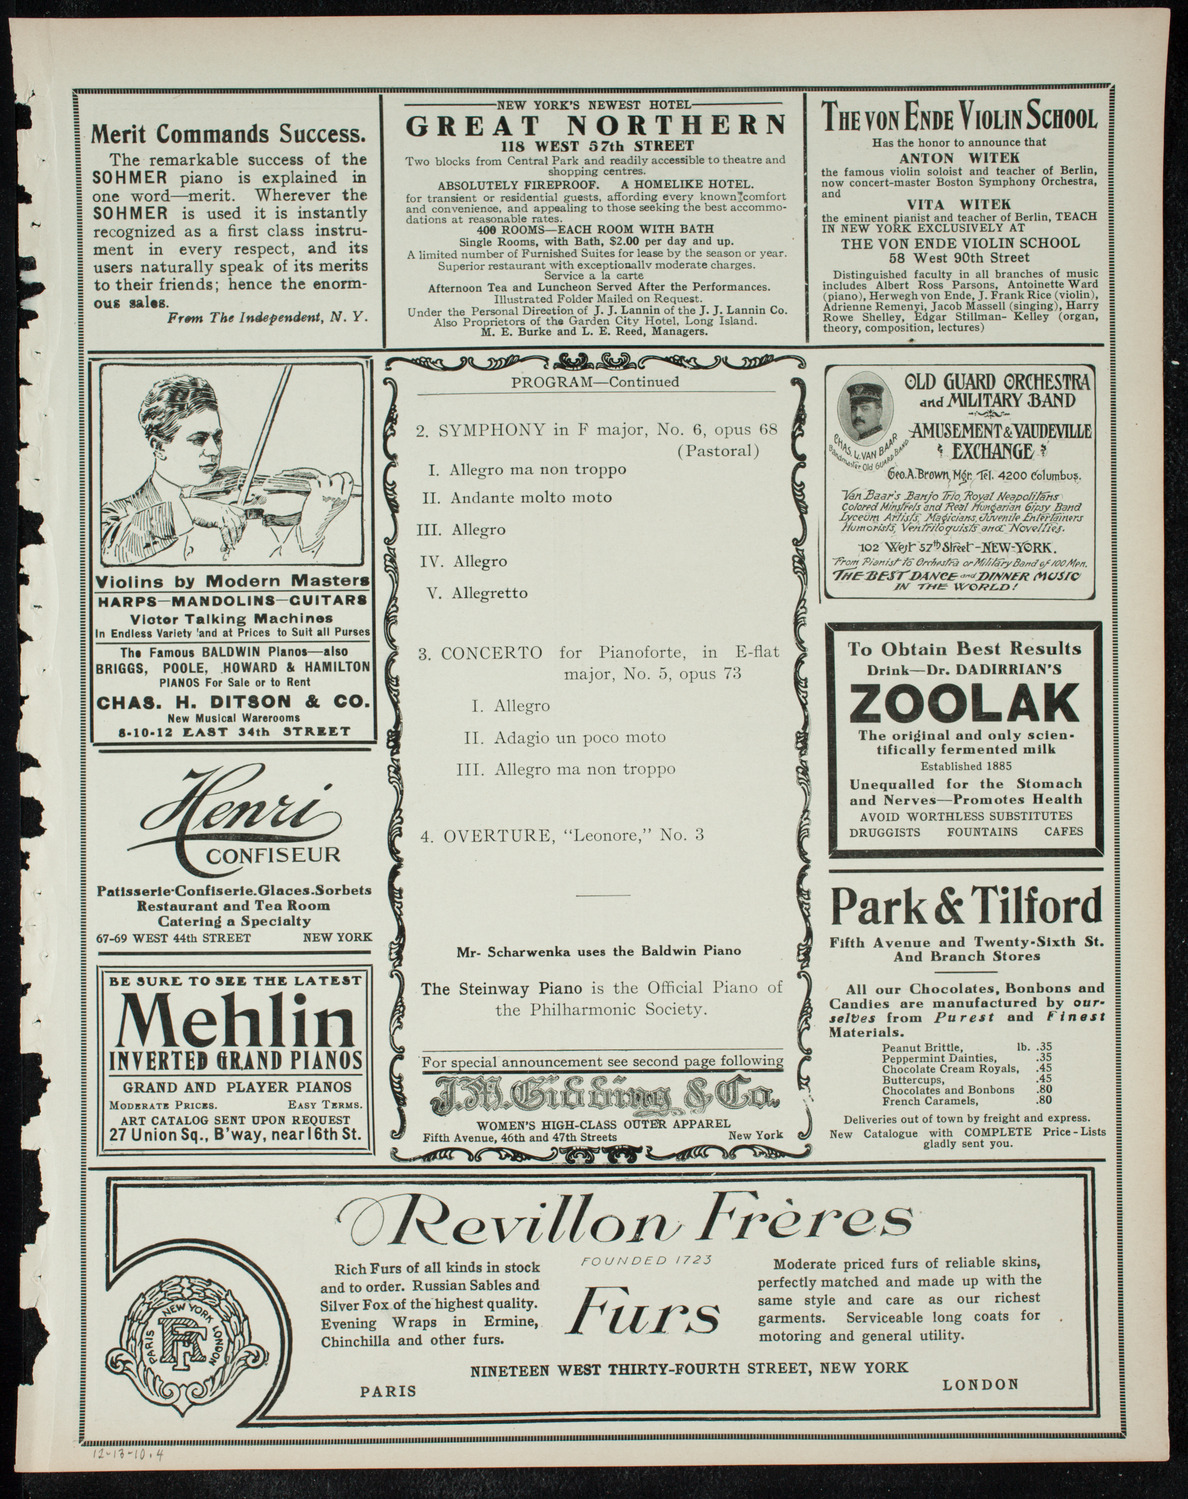 Merit Commands Success.
The remarkable success of the
SOHMER piano is explained in
one word—merit. Wherever the
SOHMER is used it is instantly
recognized as a first class instru-
ment in every respect, and its
users naturally speak of its merits
to their friends; hence the enorm-
ous sales.
From The Independent, N. Y.
NEW YORK'S NEWEST HOTEL
GREAT NORTHERN
118 WEST 57th STREET
Two blocks from Central Park and readily accessible to theatre and
shopping centres.
ABSOLUTELY FIREPROOF. A HOMELIKE HOTEL.
for transient or residential guests, affording every known comfort
and convenience, and appealing to those seeking the best accommo-
dations at reasonable rates.
400 ROOMS—EACH ROOM WITH BATH
Single Rooms, with Bath, $2.00 per day and up.
A limited number of Furnished Suites for lease by the season or year.
Superior restaurant with exceptionally moderate charges.
Service a la carte
Afternoon Tea and Luncheon Served After the Performances.
Illustrated Folder Mailed on Request.
Under the Personal Direction of J. J. Lannin of the J. J. Lannin Co.
Also Proprietors of the Garden City Hotel, Long Island.
M. E. Burke and L. E. Reed, Managers.
THE VON ENDE VIOLIN SCHOOL
Has the honor to announce that
ANTON WITEK
the famous violin soloist and teacher of Berlin,
now concert-master Boston Symphony Orchestra,
and
VITA WITEK
the eminent pianist and teacher of Berlin, TEACH
IN NEW YORK EXCLUSIVELY AT
THE VON ENDE VIOLIN SCHOOL
58 West 90th Street
Distinguished faculty in all branches of music
includes Albert Ross Parsons, Antoinette Ward
(piano), Herwegh von Ende, J. Frank Rice (violin),
Adrienne Remenyi, Jacob Massell (singing), Harry
Rowe Shelley, Edgar Stillman- Kelley (organ,
theory, composition, lectures)
Violins by Modern Masters
HARPS—MANDOLINS—GUITARS
Victor Talking Machines
In Endless Variety and at Prices to Suit all Purses
The Famous BALDWIN Pianos—also
BRIGGS, POOLE, HOWARD & HAMILTON
PIANOS For Sale or to Rent
CHAS. H. DITSON & CO.
New Musical Warerooms
8-10-12 EAST 34th STREET
Henri
CONFISEUR
Patisserie-Confiserie.Glaces.Sorbets
Restaurant and Tea Room
Catering a Specialty
67-69 WEST 44th STREET NEW YORK
BE SURE TO SEE THE LATEST
Mehlin
INVERTED GRAND PIANOS
GRAND AND PLAYER PIANOS
MODERATE PRICES. EASY TERMS.
ART CATALOG SENT UPON REQUEST
27 Union Sq., B'way, near 16th St.
PROGRAM—Continued
2. SYMPHONY in F major, No. 6, opus 68
(Pastoral)
I. Allegro ma non troppo
II. Andante molto moto
III. Allegro
IV. Allegro
V. Allegretto
3. CONCERTO for Pianoforte, in E-flat
major, No. 5, opus 73
I. Allegro
II. Adagio un poco moto
III. Allegro ma non troppo
4. OVERTURE, "Leonore," No. 3
Mr- Scharwenka uses the Baldwin Piano
The Steinway Piano is the Official Piano of
the Philharmonic Society.
For special announcement see second page following
J.M. Gidding & Co.
WOMEN'S HIGH-CLASS OUTER APPAREL
Fifth Avenue, 46th and 47th Streets New York
CHAS. L. VAN BAAR
Bandmaster Old Guard Band
OLD GUARD ORCHESTRA
and MILITARY BAND
AMUSEMENT & VAUDEVILLE
EXCHANGE
Geo. A. Brown, Mgr. Tel. 4200 Columbus.
Van Baar's Banjo Trio, Royal Neapolitans
Colored Minstrels and Real Hungarian Gipsy Band
Lyceum Artists, Magicians, Juvenile Entertainers
Humorists, Ventriloquists and Novelties.
102 West 57th Street-NEW-YORK.
From Pianist to Orchestra or Military Band of 100 Men.
THE BEST DANCE and DINNER MUSIC
IN THE WORLD!
To Obtain Best Results
Drink—Dr. DADIRRIAN'S
ZOOLAK
The original and only scien-
tifically fermented milk
Established 1885
Unequalled for the Stomach
and Nerves—Promotes Health
AVOID WORTHLESS SUBSTITUTES
DRUGGISTS FOUNTAINS CAFES
Park & Tilford
Fifth Avenue and Twenty-Sixth St.
And Branch Stores
All our Chocolates, Bonbons and
Candies are manufactured by our-
selves from Purest and Finest
Materials.
Peanut Brittle, lb. .35
Peppermint Dainties, .35
Chocolate Cream Royals, .45
Buttercups, .45
Chocolates and Bonbons .80
French Caramels, .80
Deliveries out of town by freight and express.
New Catalogue with COMPLETE Price-Lists
gladly sent you.
Revillon Frères
FOUNDED 1723
Furs
Rich Furs of all kinds in stock
and to order. Russian Sables and
Silver Fox of the highest quality.
Evening Wraps in Ermine,
Chinchilla and other furs.
Moderate priced furs of reliable skins,
perfectly matched and made up with the
same style and care as our richest
garments. Serviceable long coats for
motoring and general utility.
NINETEEN WEST THIRTY-FOURTH STREET, NEW YORK
PARIS LONDON
PARIS NEW YORK LONDON
RF
12-13-10.4